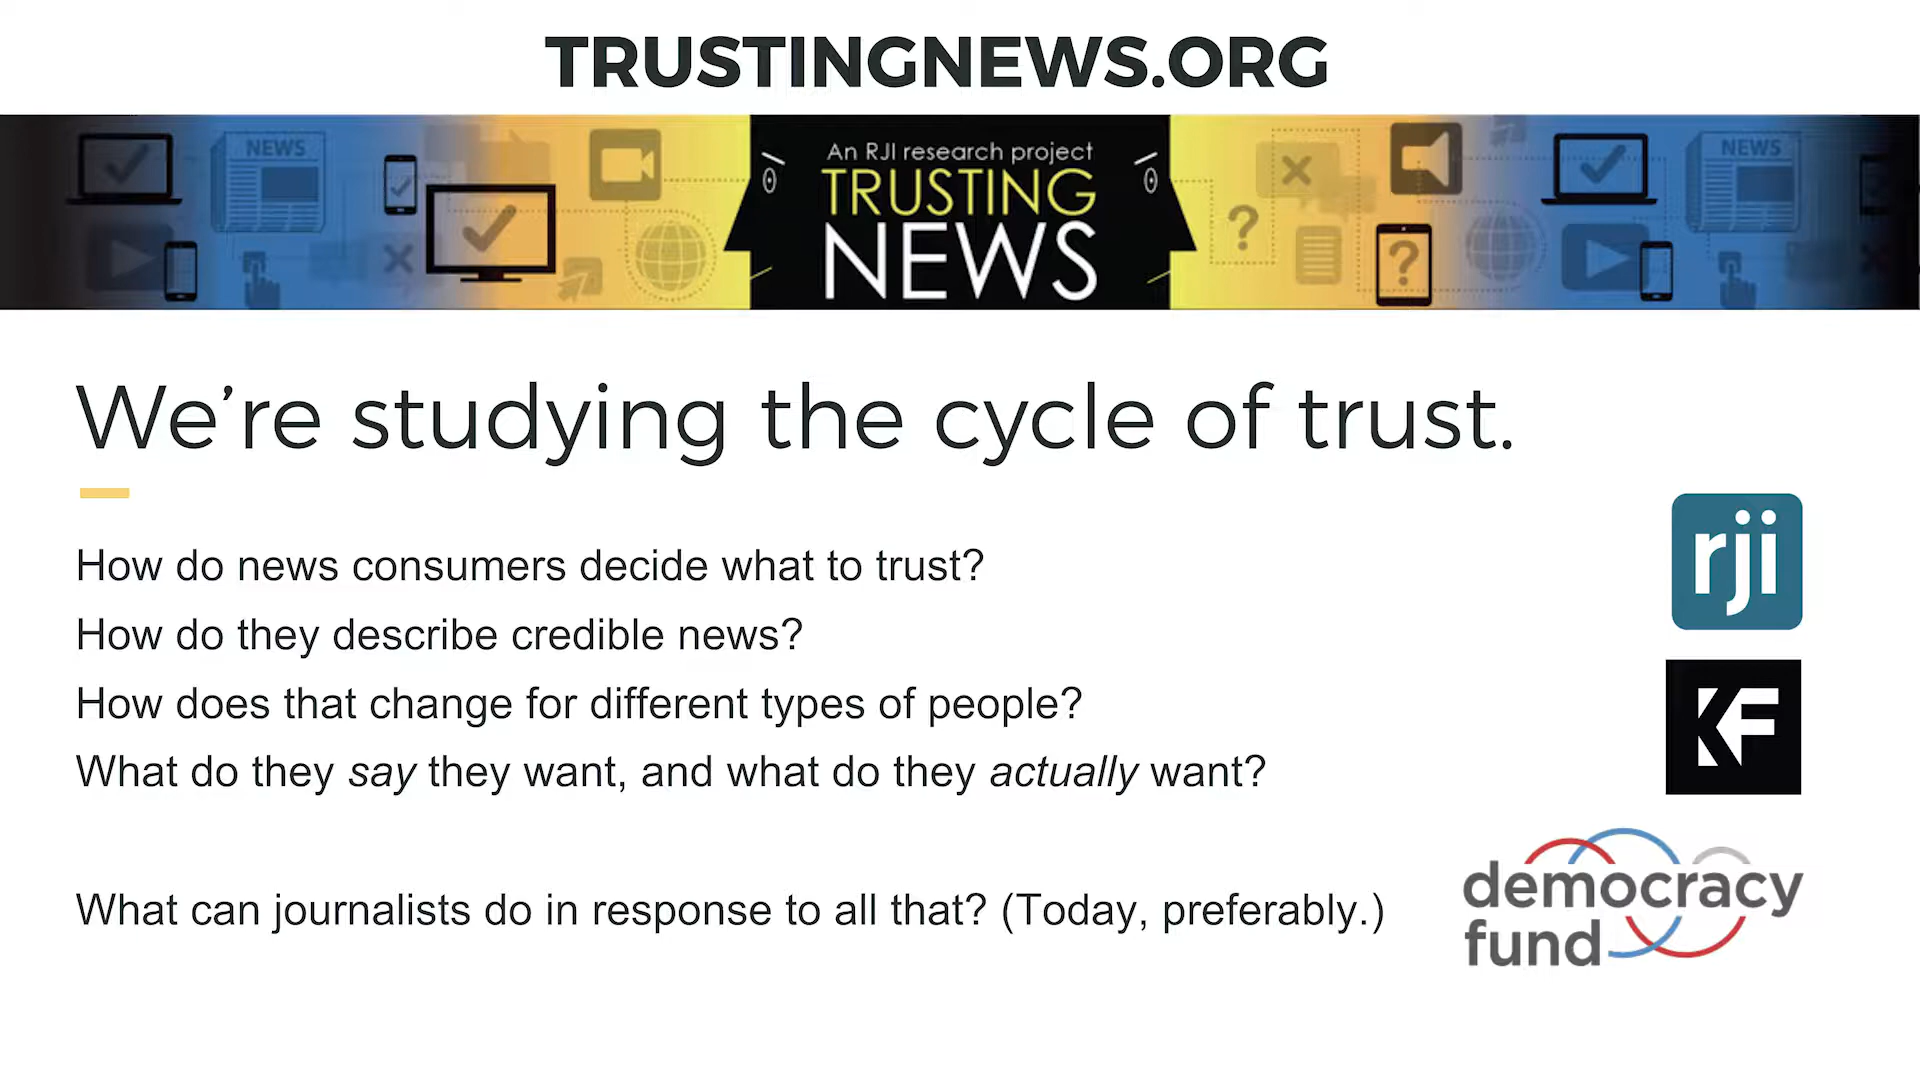 TRUSTINGNEWS.ORG
NEWS
An RJI research project
TRUSTING
NEWS
NEWS
We’re studying the cycle of trust.
How do news consumers decide what to trust?
How do they describe credible news?
How does that change for different types of people?
What do they say they want, and what do they actually want?
What can journalists do in response to all that? (Today, preferably.)
rji
KF
democracy
fund